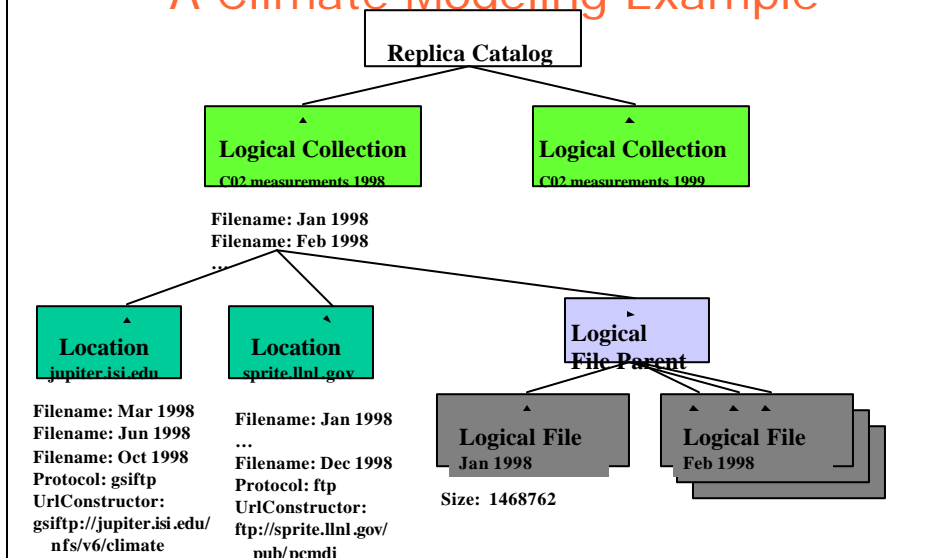 A Climate Modeling Example
Replica Catalog
Logical Collection
C02 measurements 1998
Logical Collection
C02 measurements 1999
Filename: Jan 1998
Filename: Feb 1998
…
Location
jupiter.isi.edu
Location
sprite.llnl.gov
Logical
File Parent
Filename: Mar 1998
Filename: Jun 1998
Filename: Oct 1998
Protocol: gsiftp
UrlConstructor:
gsiftp://jupiter.isi.edu/
nfs/v6/climate
Filename: Jan 1998
…
Filename: Dec 1998
Protocol: ftp
UrlConstructor:
ftp://sprite.llnl.gov/
pub/pcmdi
Logical File
Jan 1998
Size: 1468762
Logical File
Feb 1998